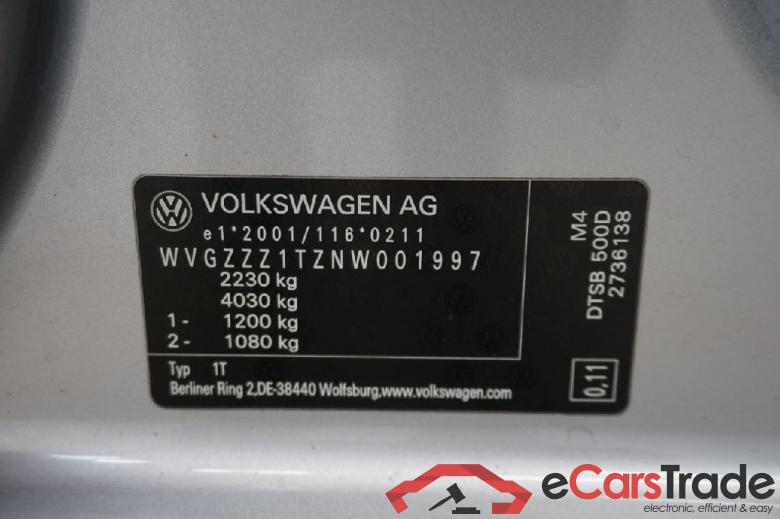 VOLKSWAGEN AG
e1*2001/116*0211
WVGZZZ1TZNW001997
2230 kg
4030 kg
1- 1200 kg
2- 1080 kg
Typ 1T
Berliner Ring 2,DE-38440 Wolfsburg,www.volkswagen.com
M4
DTSB 500D
2736138
0,11
eCarsTrade
electronic, efficient & easy